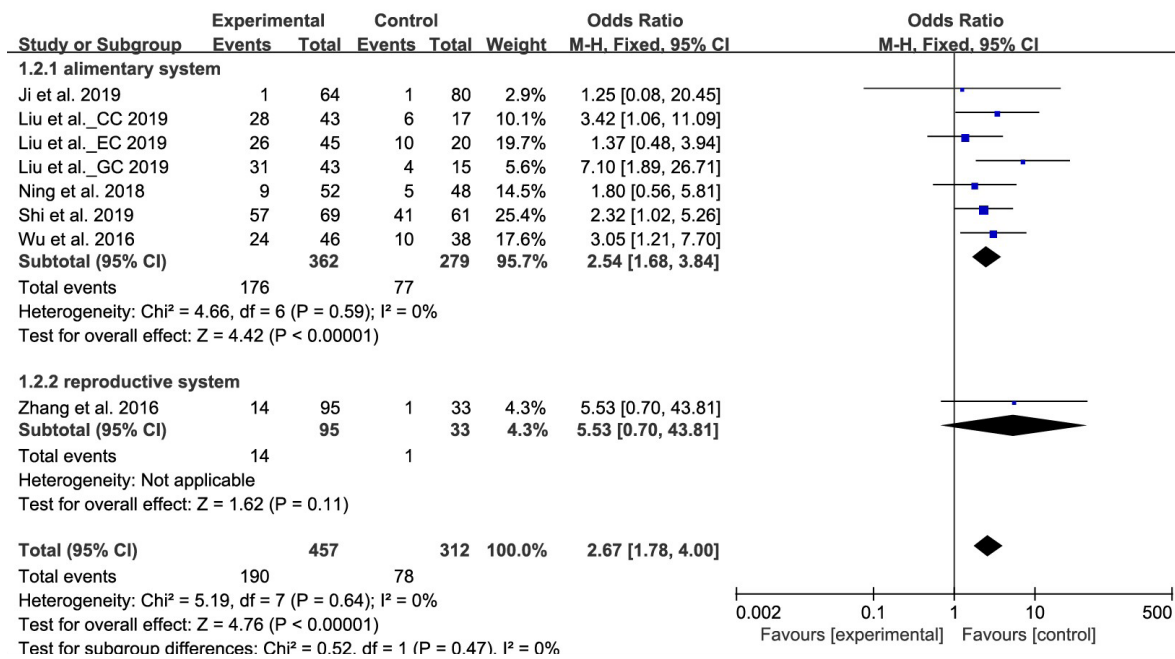 Experimental Control Odds Ratio Odds Ratio
Study or Subgroup Events Total Events Total Weight M-H, Fixed, 95% CI M-H, Fixed, 95% CI
1.2.1 alimentary system
Ji et al. 2019 1 64 1 80 2.9% 1.25 [0.08, 20.45]
Liu et al._CC 2019 28 43 6 17 10.1% 3.42 [1.06, 11.09]
Liu et al._EC 2019 26 45 10 20 19.7% 1.37 [0.48, 3.94]
Liu et al._GC 2019 31 43 4 15 5.6% 7.10 [1.89, 26.71]
Ning et al. 2018 9 52 5 48 14.5% 1.80 [0.56, 5.81]
Shi et al. 2019 57 69 41 61 25.4% 2.32 [1.02, 5.26]
Wu et al. 2016 24 46 10 38 17.6% 3.05 [1.21, 7.70]
Subtotal (95% CI) 362 279 95.7% 2.54 [1.68, 3.84]
Total events 176 77
Heterogeneity: Chi² = 4.66, df = 6 (P = 0.59); I² = 0%
Test for overall effect: Z = 4.42 (P < 0.00001)
1.2.2 reproductive system
Zhang et al. 2016 14 95 1 33 4.3% 5.53 [0.70, 43.81]
Subtotal (95% CI) 95 33 4.3% 5.53 [0.70, 43.81]
Total events 14 1
Heterogeneity: Not applicable
Test for overall effect: Z = 1.62 (P = 0.11)
Total (95% CI) 457 312 100.0% 2.67 [1.78, 4.00]
Total events 190 78
Heterogeneity: Chi² = 5.19, df = 7 (P = 0.64); I² = 0%
Test for overall effect: Z = 4.76 (P < 0.00001)
Test for subgroup differences: Chi² = 0.52, df = 1 (P = 0.47), I² = 0%
0.002 0.1 1 10 500
Favours [experimental] Favours [control]